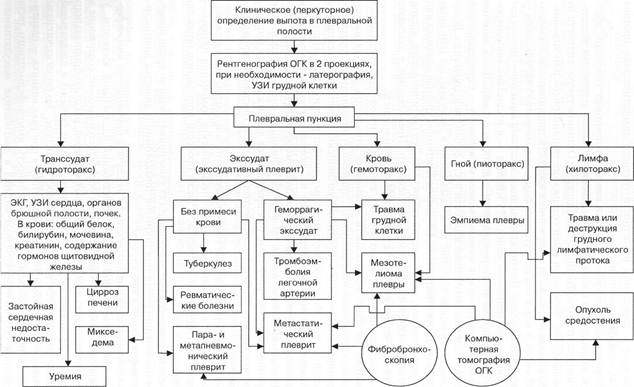 Клиническое (перкуторное)
определение выпота в плевральной
полости
Рентгенография ОГК в 2 проекциях,
при необходимости - латерография,
УЗИ грудной клетки
Плевральная пункция
Транссудат
(гидроторакс)
Экссудат
(экссудативный плеврит)
Кровь
(гемоторакс)
Гной (пиоторакс)
Лимфа
(хилоторакс)
ЭКГ, УЗИ сердца, органов
брюшной полости, почек.
В крови: общий белок,
билирубин, мочевина,
креатинин, содержание
гормонов щитовидной
железы
Без примеси
крови
Геморраги-
ческий
экссудат
Травма
грудной
клетки
Эмпиема плевры
Травма или
деструкция
грудного
лимфатического
протока
Туберкулез
Тромбоэм-
болия
легочной
артерии
Мезоте-
лиома
плевры
Застойная
сердечная
недоста-
точность
Цирроз
печени
Ревматичес-
кие болезни
Миксе-
дема
Пара- и
металневмо-
нический
плеврит
Метастати-
ческий
плеврит
Фибробронхо-
скопия
Компью-
терная
томография
ОГК
Опухоль
средостения
Уремия